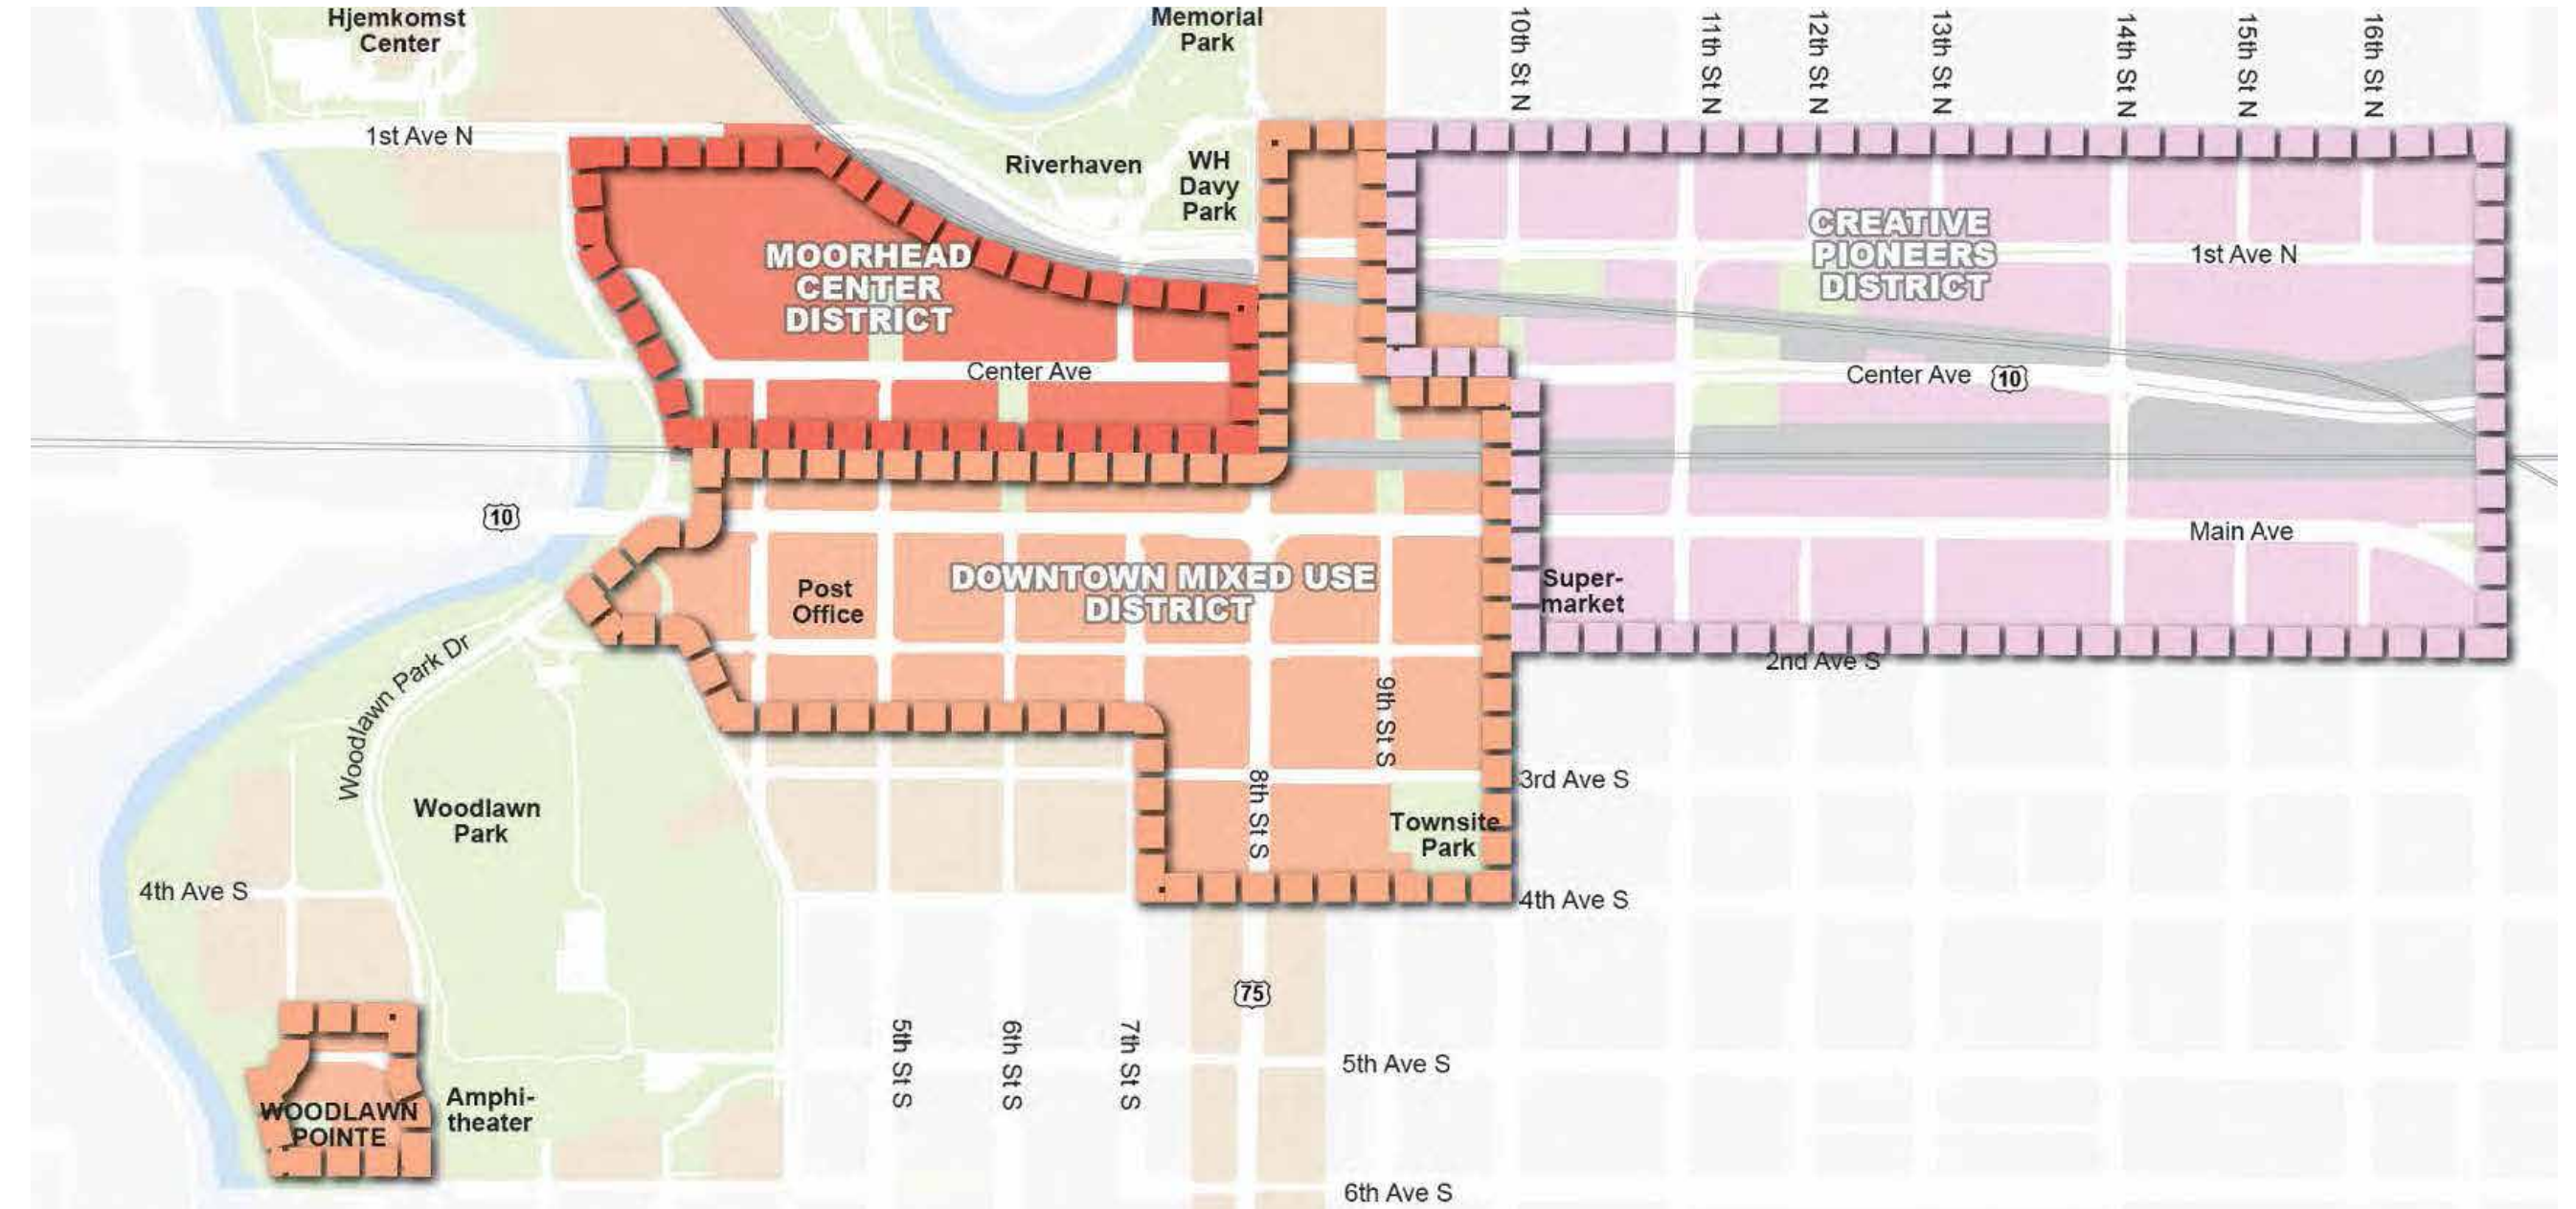 Hjemkomst
Center
Memorial
Park
10th St N
11th St N
12th St N
13th St N
14th St N
15th St N
16th St N
1st Ave N
Riverhaven
WH
Davy
Park
MOORHEAD
CENTER
DISTRICT
CREATIVE
PIONEERS
DISTRICT
1st Ave N
Center Ave
Center Ave
10
10
Main Ave
Post
Office
DOWNTOWN MIXED USE
DISTRICT
Super-
market
2nd Ave S
Woodlawn Park Dr
9th St S
8th St S
3rd Ave S
Woodlawn
Park
Townsite
Park
4th Ave S
4th Ave S
75
5th St S
6th St S
7th St S
5th Ave S
WOODLAWN
POINTE
Amphi-
theater
6th Ave S